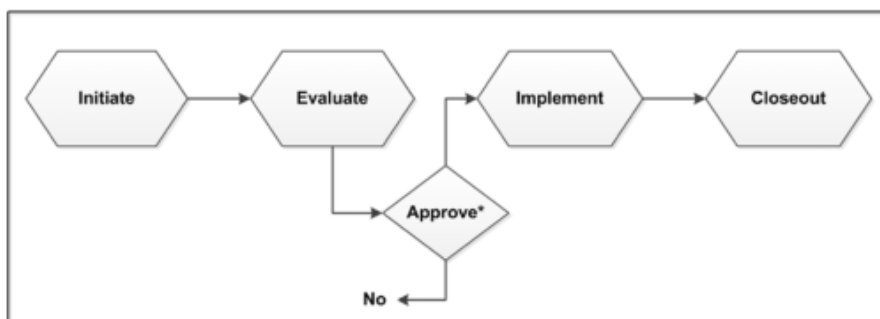 Initiate
Evaluate
Implement
Closeout
Approve*
No